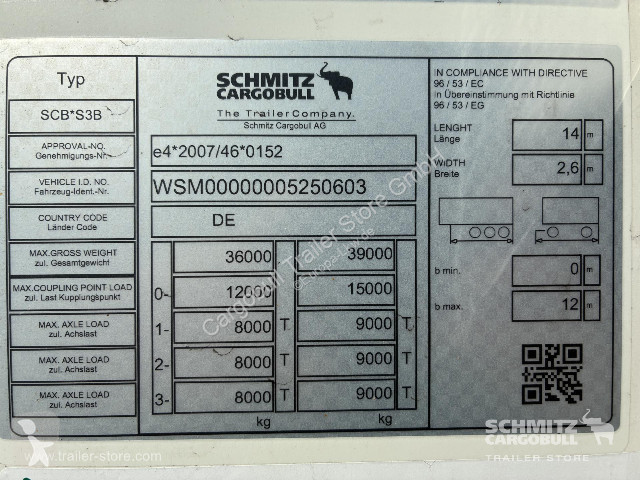 Typ
SCB*S3B
APPROVAL-NO.
Genehmigungs-Nr.
VEHICLE I.D. NO.
Fahrzeug-Ident.-Nr.
COUNTRY CODE
Länder Code
MAX.GROSS WEIGHT
zul. Gesamtgewicht
MAX.COUPLING POINT LOAD
zul. Last Kupplungspunkt
MAX. AXLE LOAD
zul. Achslast
MAX. AXLE LOAD
zul. Achslast
MAX. AXLE LOAD
zul. Achslast
SCHMITZ
CARGOBULL
The TrailerCompany.
Schmitz Cargobull AG
e4*2007/46*0152
WSM00000005250603
DE
36000 39000
0- 12000 15000
1- 8000 T 9000 T
2- 8000 T 9000 T
3- 8000 T 9000 T
kg kg
IN COMPLIANCE WITH DIRECTIVE
96 / 53 / EC
in Übereinstimmung mit Richtlinie
96 / 53 / EG
LENGHT
Länge
14 m
WIDTH
Breite
2,6 m
b min. 0 m
b max. 12 m
Cargobull Trailer Store GmbH
SCHMITZ
CARGOBULL
www.trailer-store.com